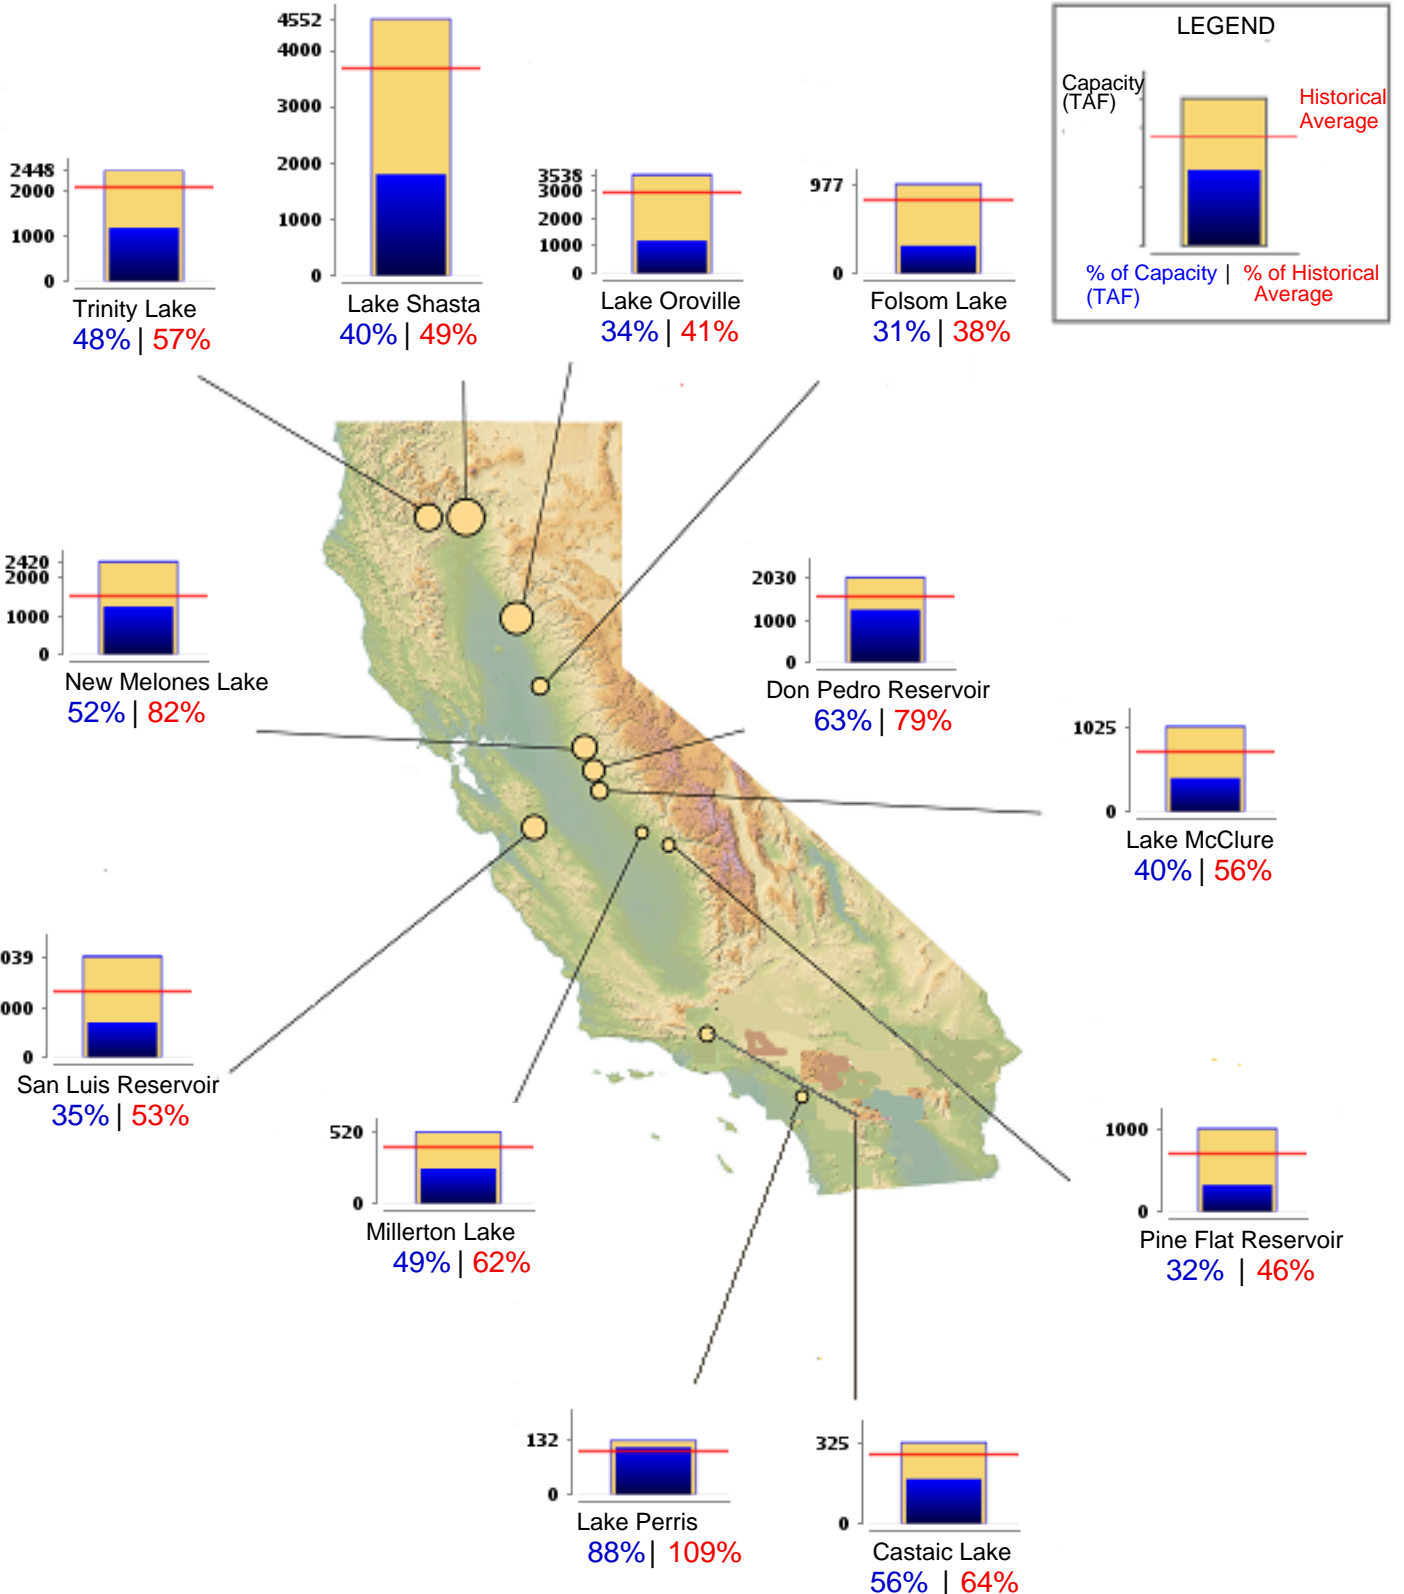 4552
4000
3000
2000
1000
0
Lake Shasta
40% | 49%
LEGEND
Capacity
(TAF)
Historical
Average
% of Capacity | % of Historical
(TAF) Average
2448
2000
1000
0
Trinity Lake
48% | 57%
3538
3000
2000
1000
0
Lake Oroville
34% | 41%
977
0
Folsom Lake
31% | 38%
2420
2000
1000
0
New Melones Lake
52% | 82%
2030
1000
0
Don Pedro Reservoir
63% | 79%
1025
0
Lake McClure
40% | 56%
039
000
0
San Luis Reservoir
35% | 53%
520
0
Millerton Lake
49% | 62%
1000
0
Pine Flat Reservoir
32% | 46%
132
0
Lake Perris
88% | 109%
325
0
Castaic Lake
56% | 64%